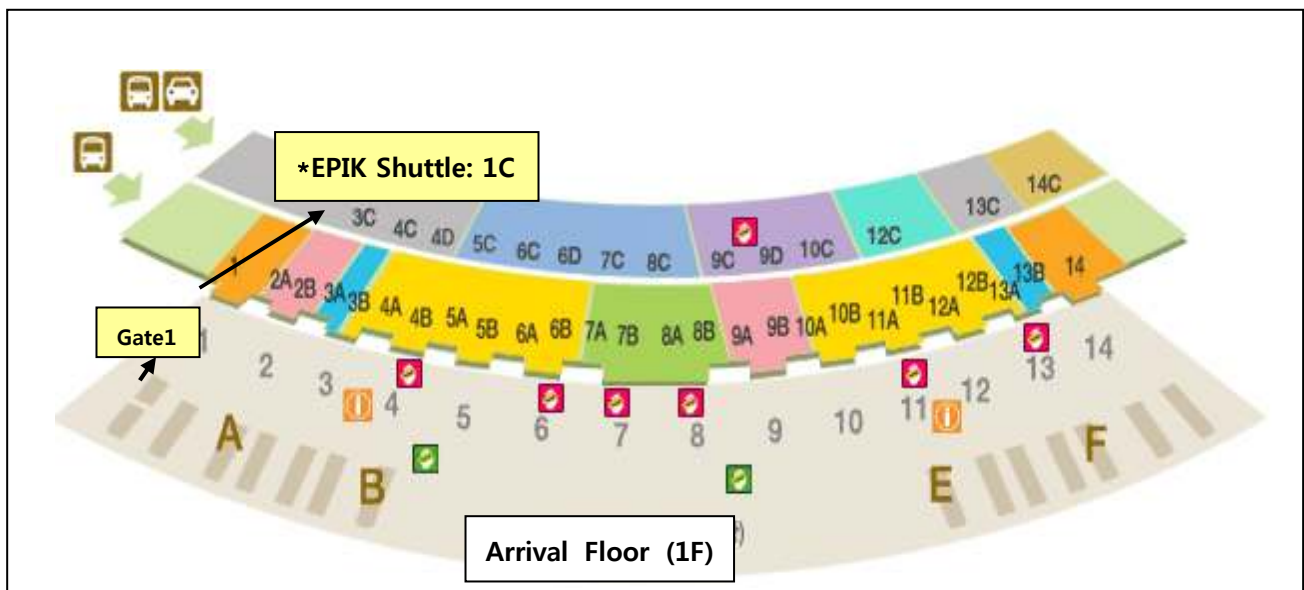 *EPIK Shuttle: 1C
3C 4C 4D 5C 6C 6D 7C 8C 9C 9D 10C 12C 13C 14C
1 2A 2B 3A 3B 4A 4B 5A 5B 6A 6B 7A 7B 8A 8B 9A 9B 10A 10B 11A 11B 12A 12B 13A 13B 14
Gate1
1 2 3 4 5 6 7 8 9 10 11 12 13 14
A B E F
Arrival Floor (1F)